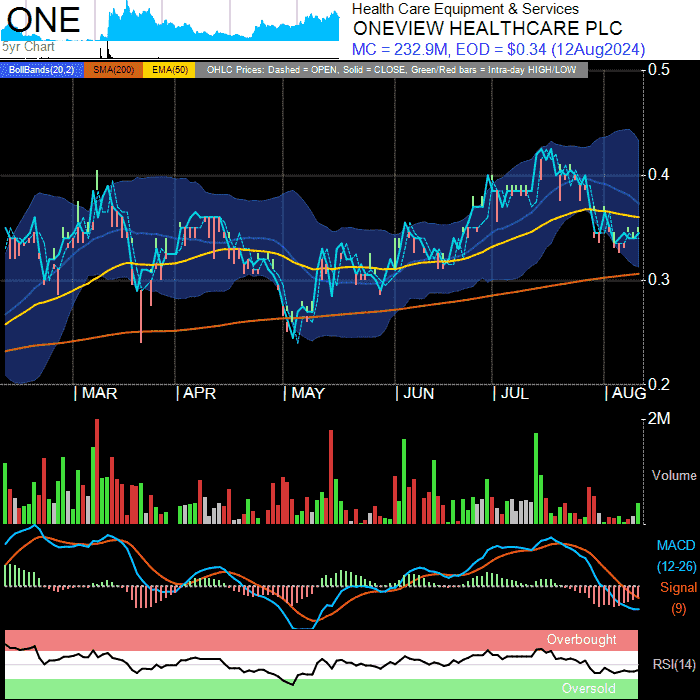 ONE
5yr Chart
Health Care Equipment & Services
ONEVIEW HEALTHCARE PLC
MC = 232.9M, EOD = $0.34 (12Aug2024)
BollBands(20,2) SMA(200) EMA(50) OHLC Prices: Dashed = OPEN, Solid = CLOSE, Green/Red bars = Intra-day HIGH/LOW
0.5
0.4
0.3
0.2
MAR APR MAY JUN JUL AUG
2M
Volume
MACD
(12-26)
Signal
(9)
Overbought
RSI(14)
Oversold